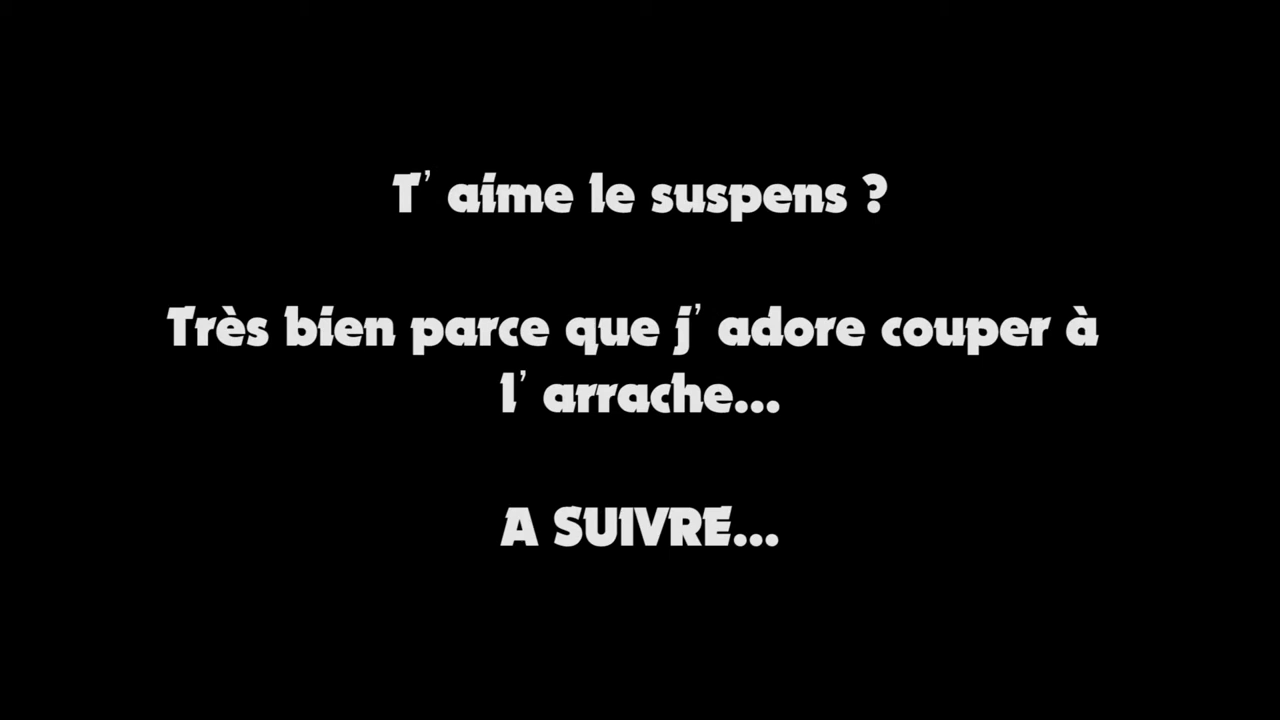 T’ aime le suspens ?
Très bien parce que j’ adore couper à
l’ arrache...
A SUIVRE...